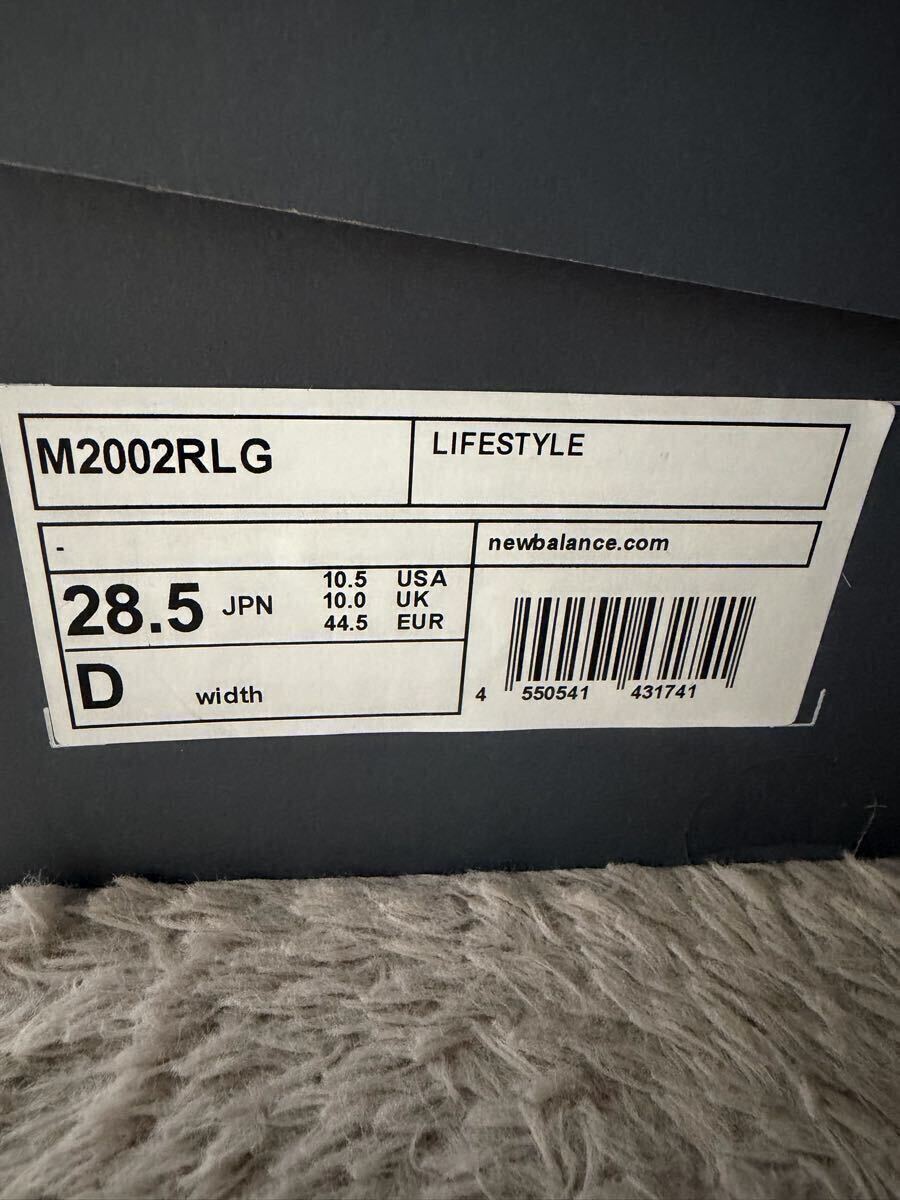 M2002RLG
LIFESTYLE
-
newbalance.com
28.5 JPN
10.5 USA
10.0 UK
44.5 EUR
D width
4 550541 431741